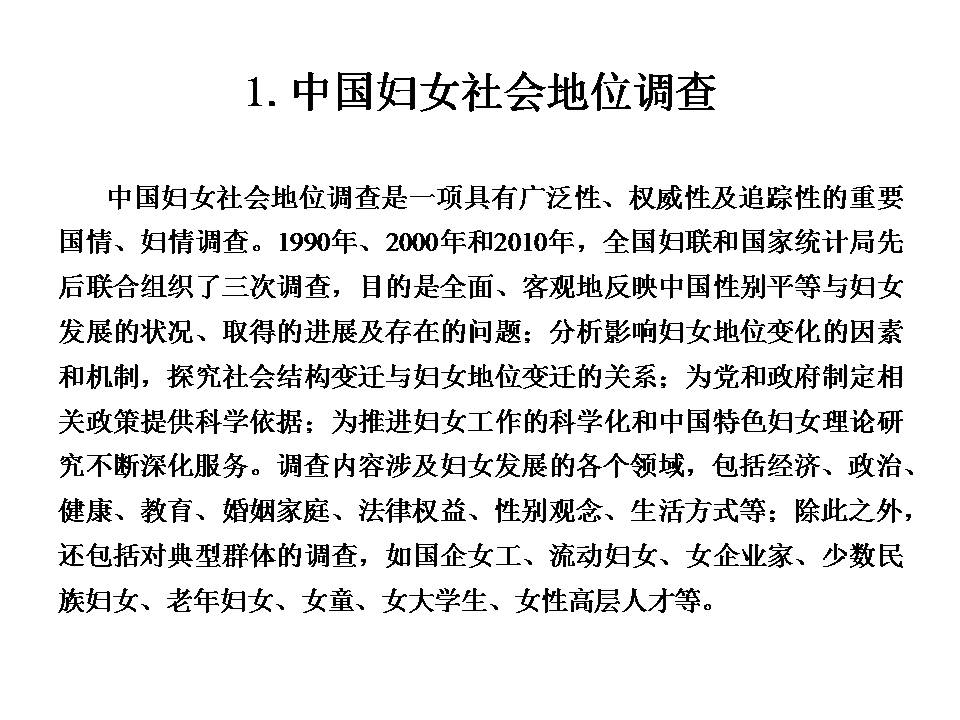 1.中国妇女社会地位调查
中国妇女社会地位调查是一项具有广泛性、权威性及追踪性的重要
国情、妇情调查。1990年、2000年和2010年，全国妇联和国家统计局先
后联合组织了三次调查，目的是全面、客观地反映中国性别平等与妇女
发展的状况、取得的进展及存在的问题；分析影响妇女地位变化的因素
和机制，探究社会结构变迁与妇女地位变迁的关系；为党和政府制定相
关政策提供科学依据；为推进妇女工作的科学化和中国特色妇女理论研
究不断深化服务。调查内容涉及妇女发展的各个领域，包括经济、政治、
健康、教育、婚姻家庭、法律权益、性别观念、生活方式等；除此之外，
还包括对典型群体的调查，如国企女工、流动妇女、女企业家、少数民
族妇女、老年妇女、女童、女大学生、女性高层人才等。